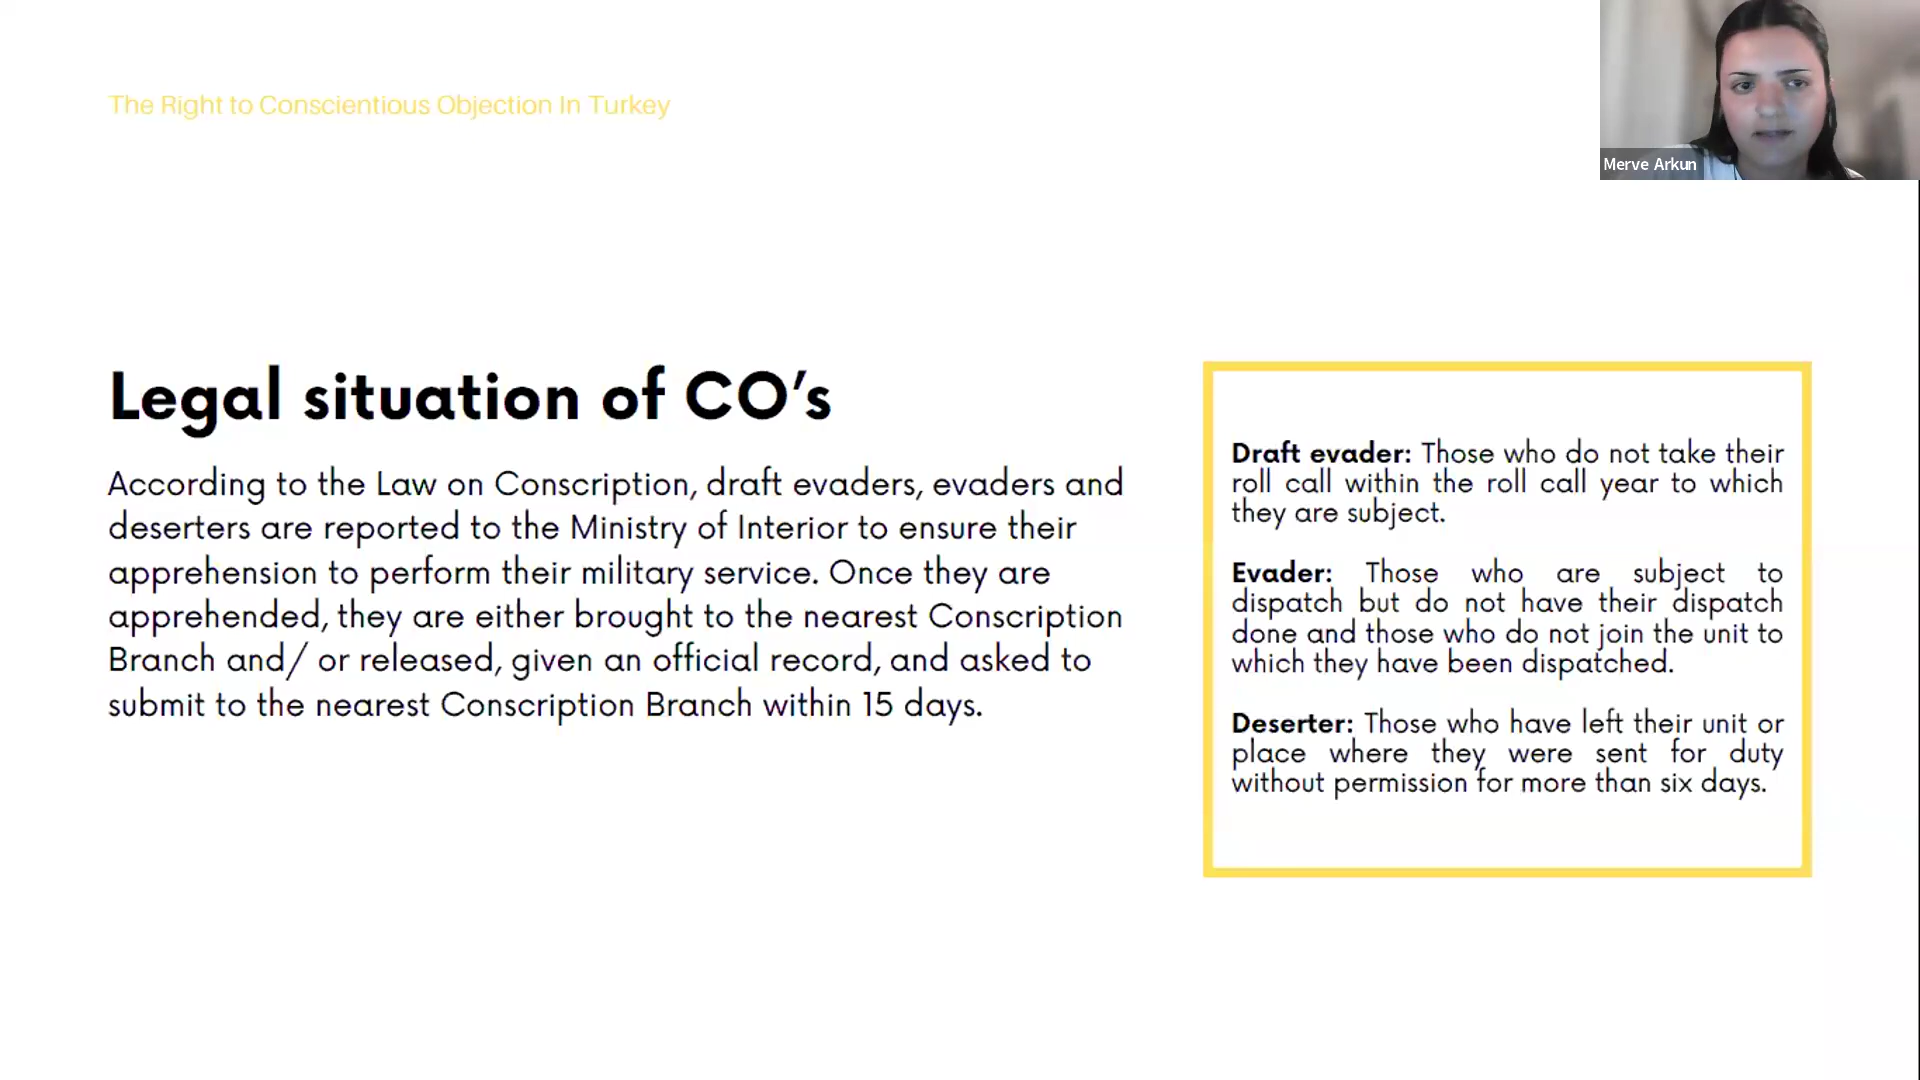 The Right to Conscientious Objection In Turkey
Merve Arkun
Legal situation of CO’s
According to the Law on Conscription, draft evaders, evaders and
deserters are reported to the Ministry of Interior to ensure their
apprehension to perform their military service. Once they are
apprehended, they are either brought to the nearest Conscription
Branch and/ or released, given an official record, and asked to
submit to the nearest Conscription Branch within 15 days.
Draft evader: Those who do not take their
roll call within the roll call year to which
they are subject.
Evader: Those who are subject to
dispatch but do not have their dispatch
done and those who do not join the unit to
which they have been dispatched.
Deserter: Those who have left their unit or
place where they were sent for duty
without permission for more than six days.